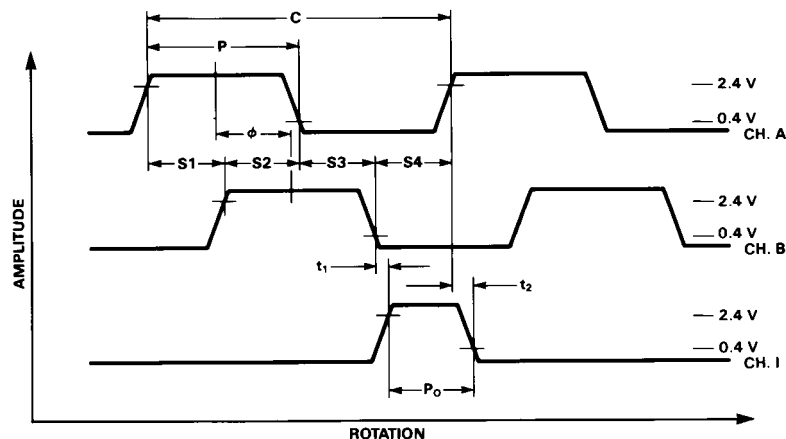 C
P
2.4 V
0.4 V
CH. A
ϕ
S1 S2 S3 S4
2.4 V
0.4 V
CH. B
t₁
t₂
2.4 V
0.4 V
CH. I
P₀
AMPLITUDE
ROTATION